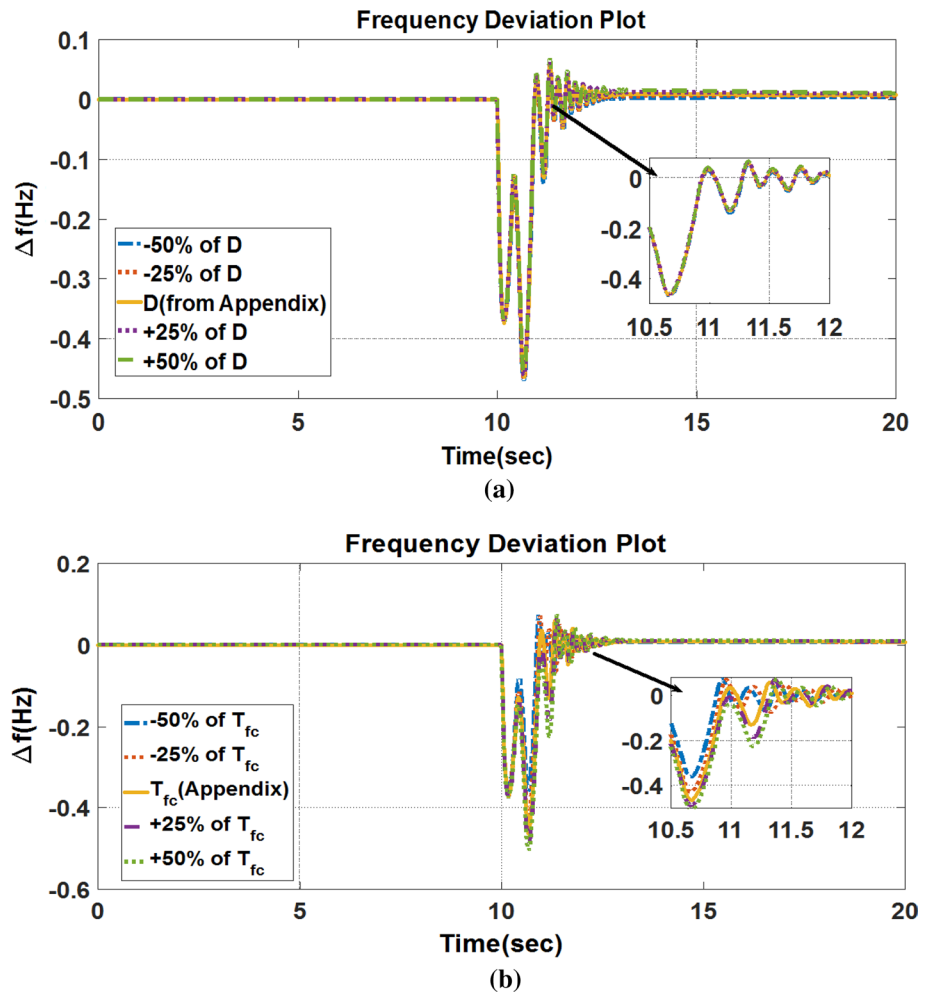 Frequency Deviation Plot
0.1
0
-0.1
-0.2
-0.3
-0.4
-0.5
Δf(Hz)
-50% of D
-25% of D
D(from Appendix)
+25% of D
+50% of D
0
-0.2
-0.4
10.5 11 11.5 12
0 5 10 15 20
Time(sec)
(a)
Frequency Deviation Plot
0.2
0
-0.2
-0.4
-0.6
Δf(Hz)
-50% of Tfc
-25% of Tfc
Tfc(Appendix)
+25% of Tfc
+50% of Tfc
0
-0.2
-0.4
10.5 11 11.5 12
0 5 10 15 20
Time(sec)
(b)